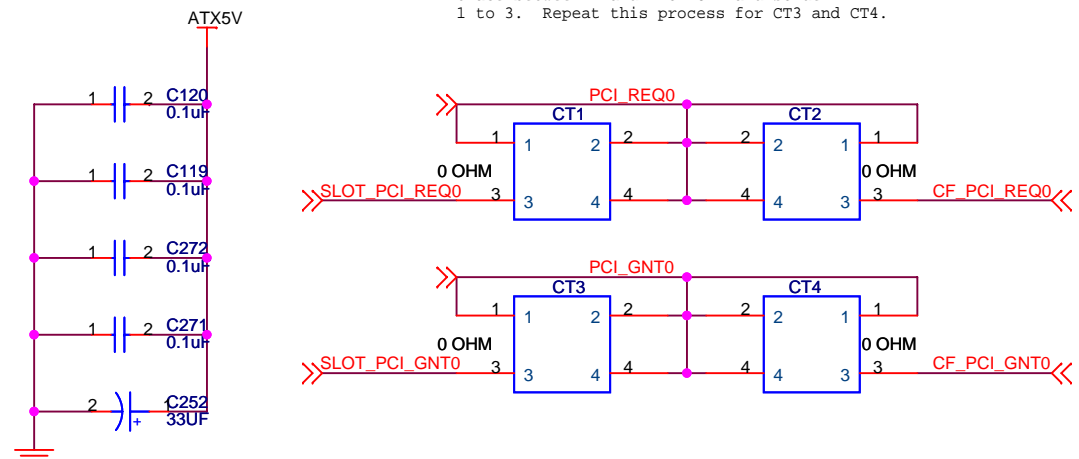 1 to 3.  Repeat this process for CT3 and CT4.
ATX5V
1 2 C120
0.1uF
1 2 C119
0.1uF
1 2 C272
0.1uF
1 2 C271
0.1uF
2 1 C252
33UF
+
PCI_REQ0
CT1 CT2
1 1 2 2 2 2 1 1
0 OHM 0 OHM
SLOT_PCI_REQ0 3 3 4 4 4 4 3 3 CF_PCI_REQ0
PCI_GNT0
CT3 CT4
1 1 2 2 2 2 1 1
0 OHM 0 OHM
SLOT_PCI_GNT0 3 3 4 4 4 4 3 3 CF_PCI_GNT0